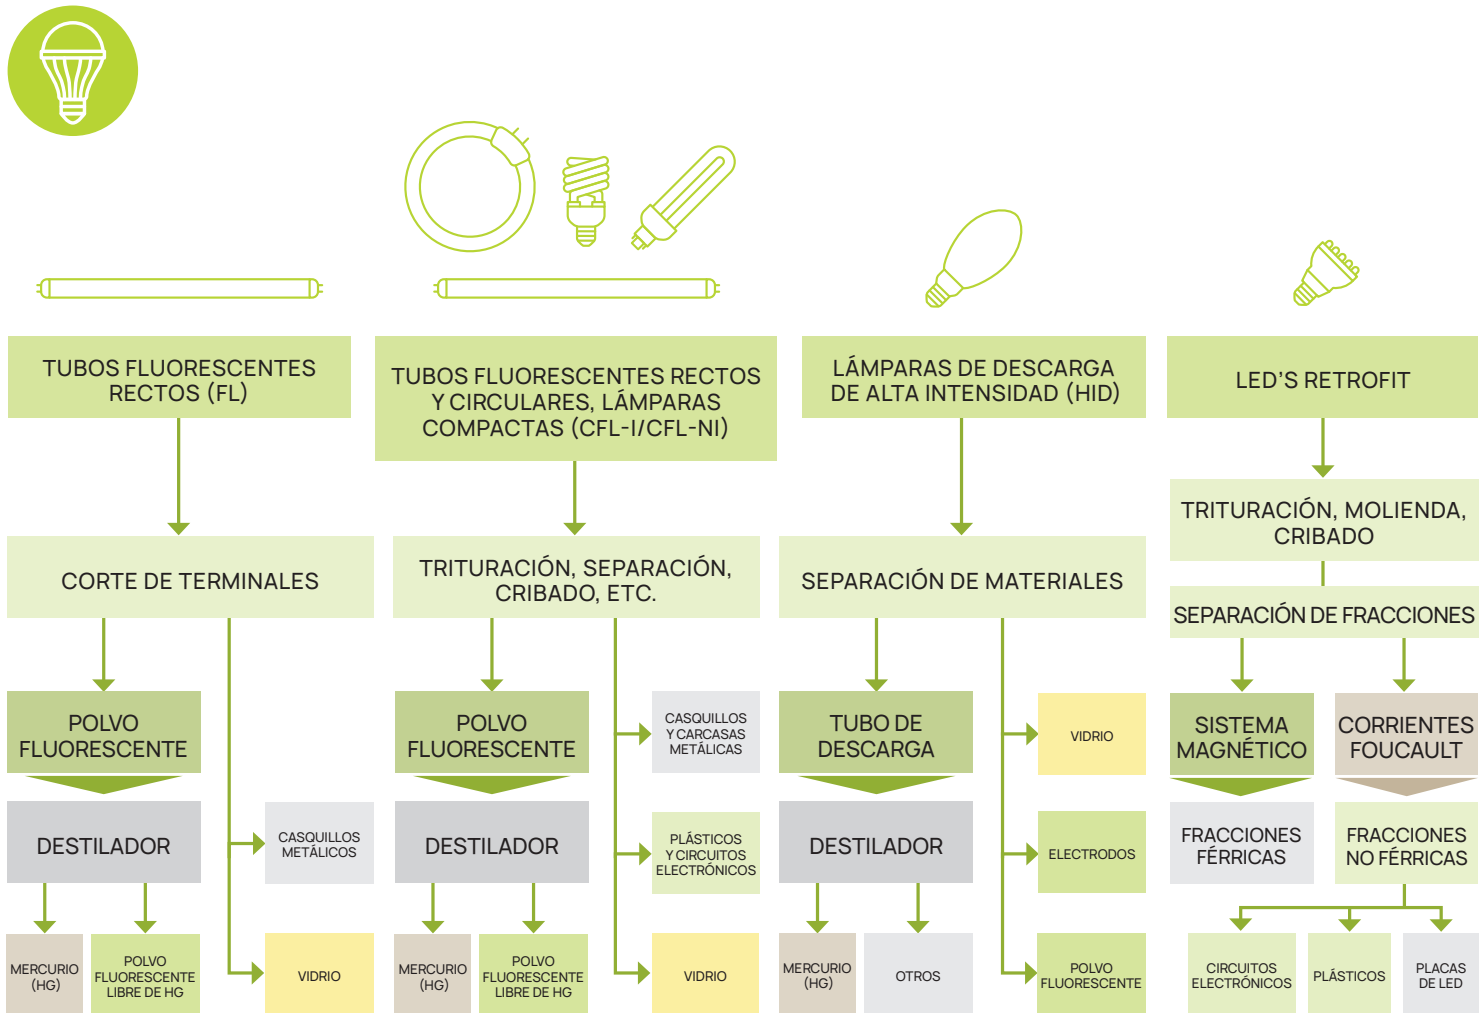 TUBOS FLUORESCENTES
RECTOS (FL)
TUBOS FLUORESCENTES RECTOS
Y CIRCULARES, LÁMPARAS
COMPACTAS (CFL-I/CFL-NI)
LÁMPARAS DE DESCARGA
DE ALTA INTENSIDAD (HID)
LED'S RETROFIT
CORTE DE TERMINALES
TRITURACIÓN, SEPARACIÓN,
CRIBADO, ETC.
SEPARACIÓN DE MATERIALES
TRITURACIÓN, MOLIENDA,
CRIBADO
SEPARACIÓN DE FRACCIONES
POLVO
FLUORESCENTE
POLVO
FLUORESCENTE
CASQUILLOS
Y CARCASAS
METÁLICAS
TUBO DE
DESCARGA
VIDRIO
SISTEMA
MAGNÉTICO
CORRIENTES
FOUCAULT
DESTILADOR
CASQUILLOS
METÁLICOS
DESTILADOR
PLÁSTICOS
Y CIRCUITOS
ELECTRÓNICOS
DESTILADOR
ELECTRODOS
FRACCIONES
FÉRRICAS
FRACCIONES
NO FÉRRICAS
MERCURIO
(HG)
POLVO
FLUORESCENTE
LIBRE DE HG
VIDRIO
MERCURIO
(HG)
POLVO
FLUORESCENTE
LIBRE DE HG
VIDRIO
MERCURIO
(HG)
OTROS
POLVO
FLUORESCENTE
CIRCUITOS
ELECTRÓNICOS
PLÁSTICOS
PLACAS
DE LED